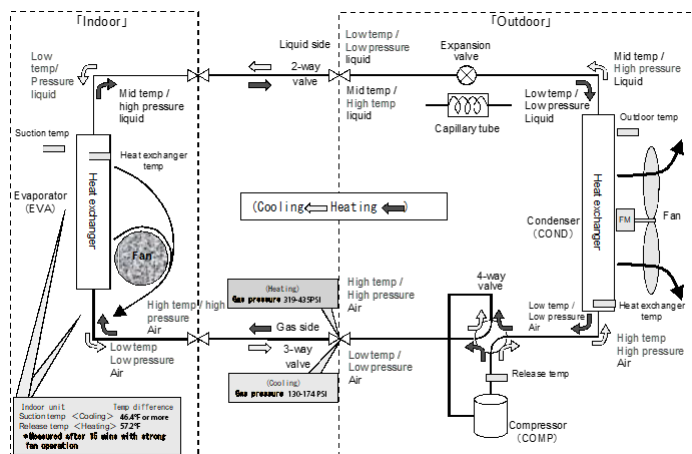 「Indoor」
「Outdoor」
Low
temp/
Pressure
liquid
Mid temp /
high pressure
liquid
Liquid side
2-way
valve
Low temp /
Low pressure
liquid
Mid temp /
High temp
liquid
Expansion
valve
Capillary tube
Low temp /
Low pressure
Liquid
Mid temp /
High pressure
Liquid
Suction temp
Heat exchanger
temp
Evaporator
(EVA)
Heat exchanger
Fan
(Cooling Heating )
Outdoor temp
Condenser
(COND)
Heat exchanger
FM
Fan
Heat exchanger
temp
High temp / high
pressure
Air
Low temp /
Low pressure
Air
(Heating)
Gas pressure 319-435PSI
Gas side
3-way
valve
(Cooling)
Gas pressure 130-174 PSI
High temp /
High pressure
Air
Low temp /
Low pressure
Air
4-way
valve
Low temp /
Low pressure
Air
High temp
High pressure
Air
Release temp
Compressor
(COMP)
Indoor unit Temp difference
Suction temp <Cooling> 46.4°F or more
Release temp <Heating> 57.2°F
*Measured after 15 mins with strong
fan operation